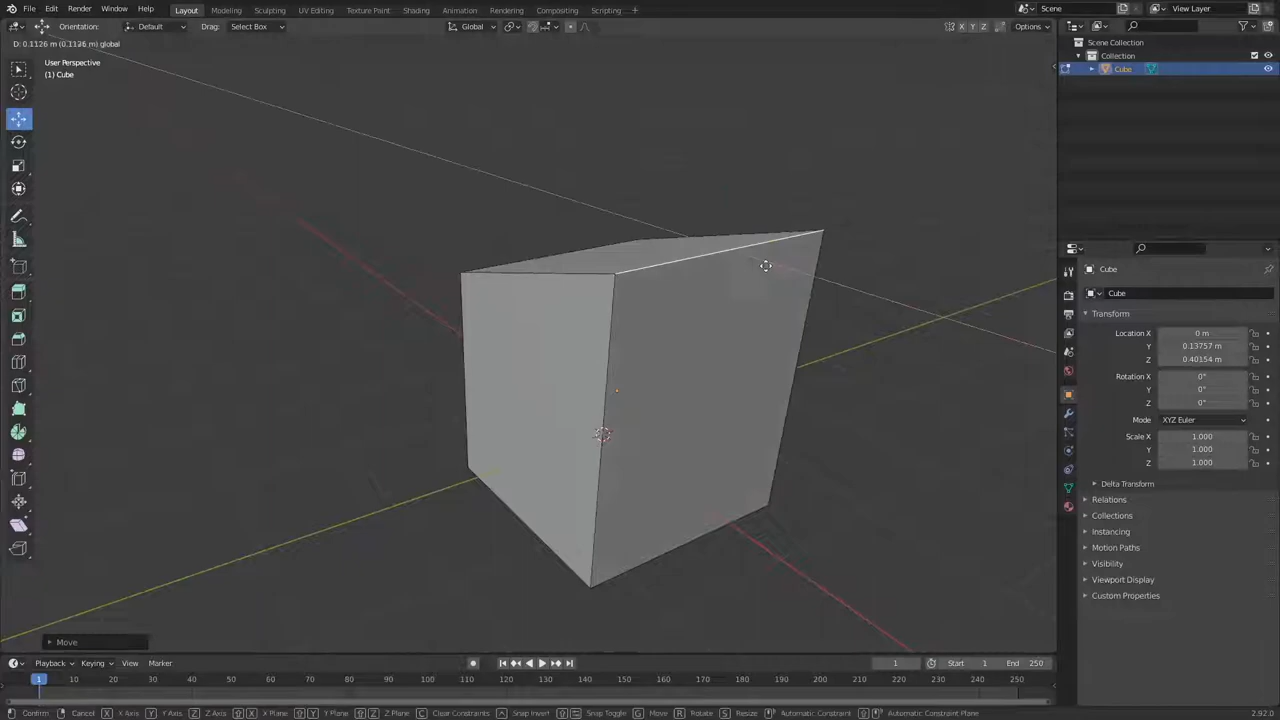 File Edit Render Window Help Layout Modeling Sculpting UV Editing Texture Paint Shading Animation Rendering Compositing Scripting + Scene View Layer
Orientation: Default Drag: Select Box Global X Y Z Options
D: 0.1126 m (0.1126 m) global
User Perspective
(1) Cube
Scene Collection
Collection
Cube
Cube
Cube
Transform
Location X 0 m
Y 0.13757 m
Z 0.40154 m
Rotation X 0°
Y 0°
Z 0°
Mode XYZ Euler
Scale X 1.000
Y 1.000
Z 1.000
Delta Transform
Relations
Collections
Instancing
Motion Paths
Visibility
Viewport Display
Custom Properties
Move
Playback Keying View Marker 1 Start 1 End 250
1 10 20 30 40 50 60 70 80 90 100 110 120 130 140 150 160 170 180 190 200 210 220 230 240 250
Confirm Cancel X X Axis Y Y Axis Z Z Axis X X Plane Y Y Plane Z Z Plane C Clear Constraints Snap Invert Snap Toggle G Move R Rotate S Resize Automatic Constraint Automatic Constraint Plane 2.92.0